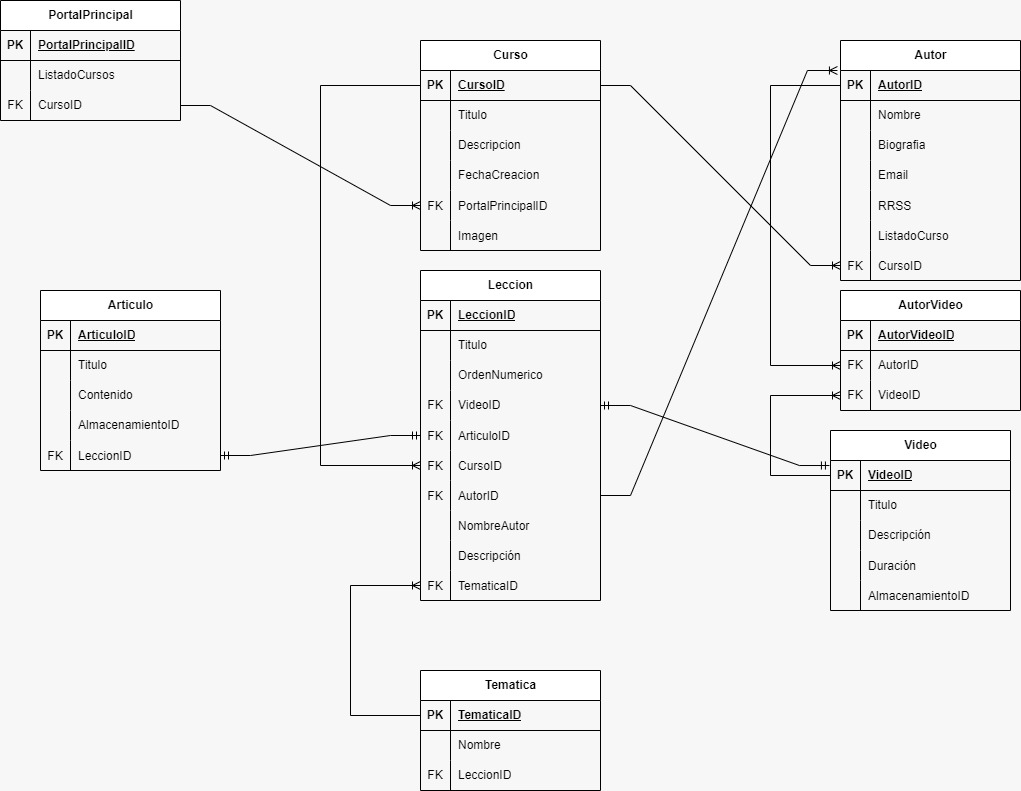 PortalPrincipal
PK PortalPrincipalID
ListadoCursos
FK CursoID
Curso
PK CursoID
Titulo
Descripcion
FechaCreacion
FK PortalPrincipalID
Imagen
Autor
PK AutorID
Nombre
Biografia
Email
RRSS
ListadoCurso
FK CursoID
Articulo
PK ArticuloID
Titulo
Contenido
AlmacenamientoID
FK LeccionID
Leccion
PK LeccionID
Titulo
OrdenNumerico
FK VideoID
FK ArticuloID
FK CursoID
FK AutorID
NombreAutor
Descripción
FK TematicaID
AutorVideo
PK AutorVideoID
FK AutorID
FK VideoID
Video
PK VideoID
Titulo
Descripción
Duración
AlmacenamientoID
Tematica
PK TematicaID
Nombre
FK LeccionID